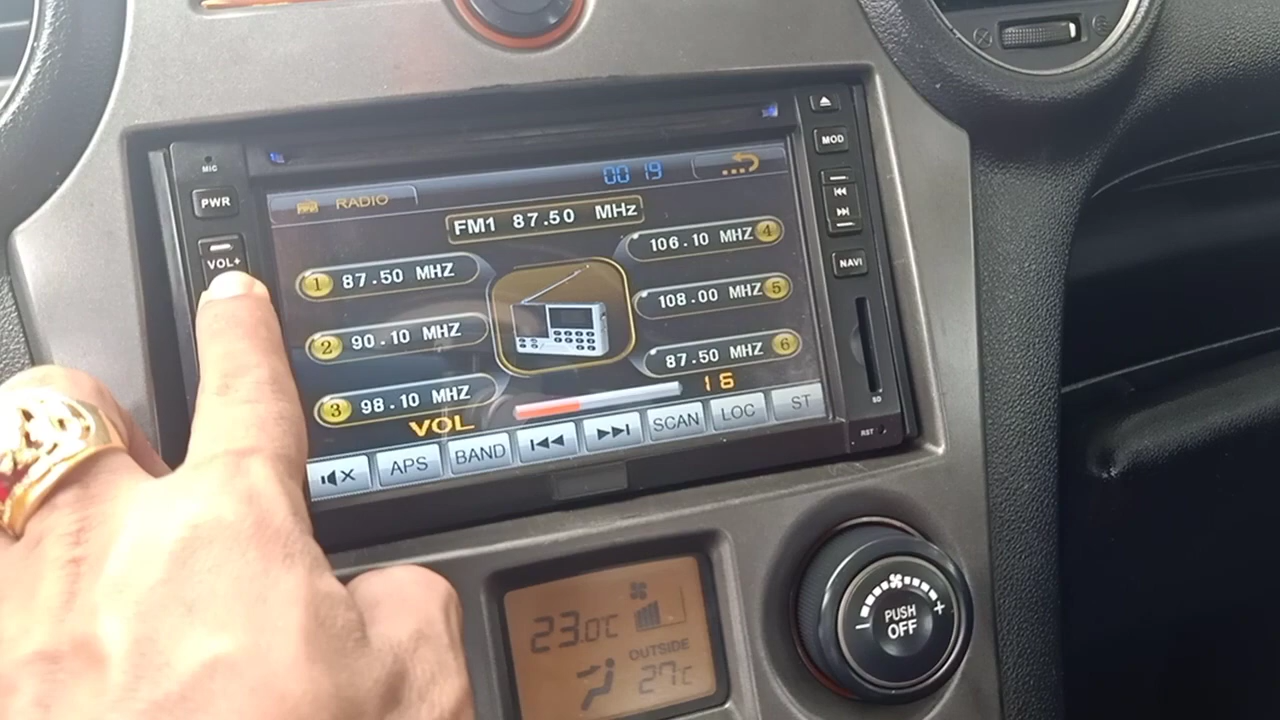 MIC
PWR
VOL+
RADIO
00 19
FM1 87.50 MHz
1 87.50 MHZ
2 90.10 MHZ
3 98.10 MHZ
106.10 MHZ 4
108.00 MHZ 5
87.50 MHZ 6
VOL
16
APS
BAND
SCAN
LOC
ST
MOD
NAVI
SD
RST
23.0°C
OUTSIDE
27°C
PUSH
OFF